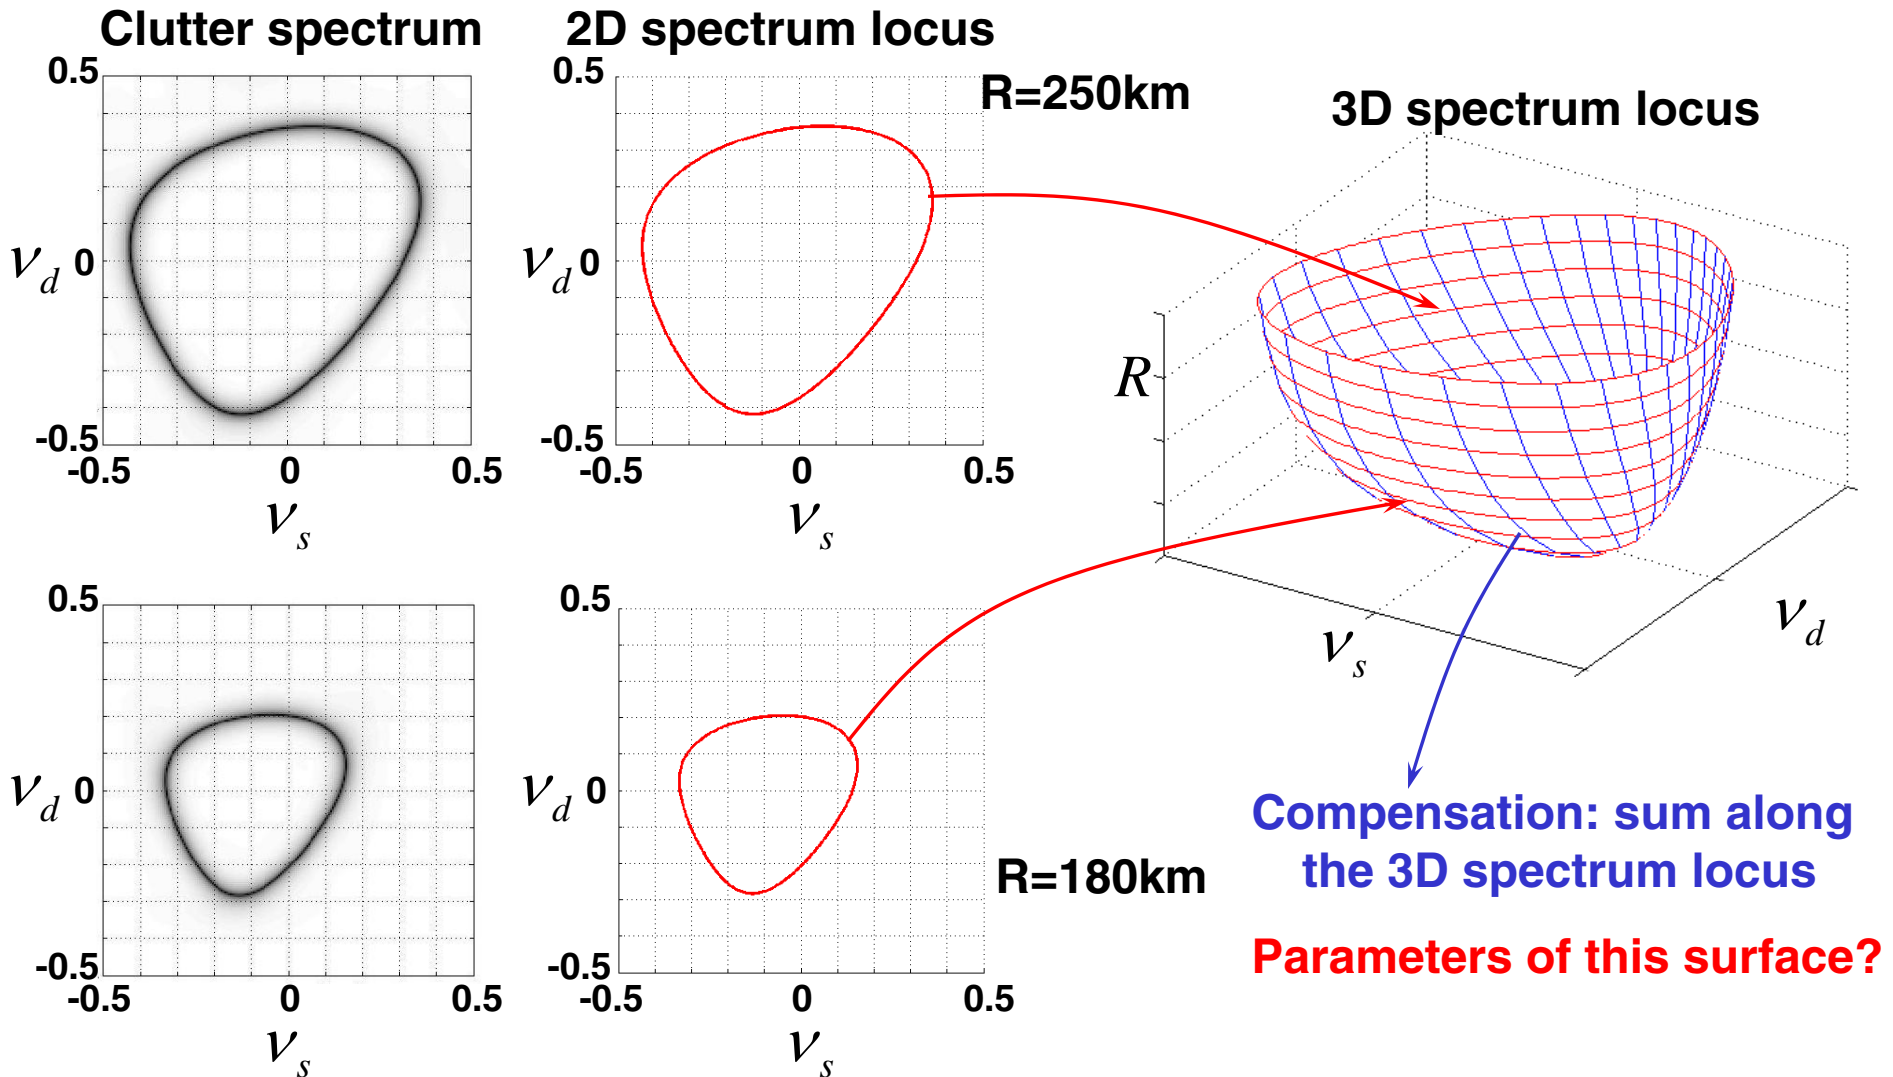 Clutter spectrum
2D spectrum locus
0.5
ν_d 0
-0.5
-0.5 0 0.5
ν_s
0.5
ν_d 0
-0.5
-0.5 0 0.5
ν_s
R=250km
3D spectrum locus
R
ν_s
ν_d
0.5
ν_d 0
-0.5
-0.5 0 0.5
ν_s
0.5
ν_d 0
-0.5
-0.5 0 0.5
ν_s
R=180km
Compensation: sum along
the 3D spectrum locus
Parameters of this surface?